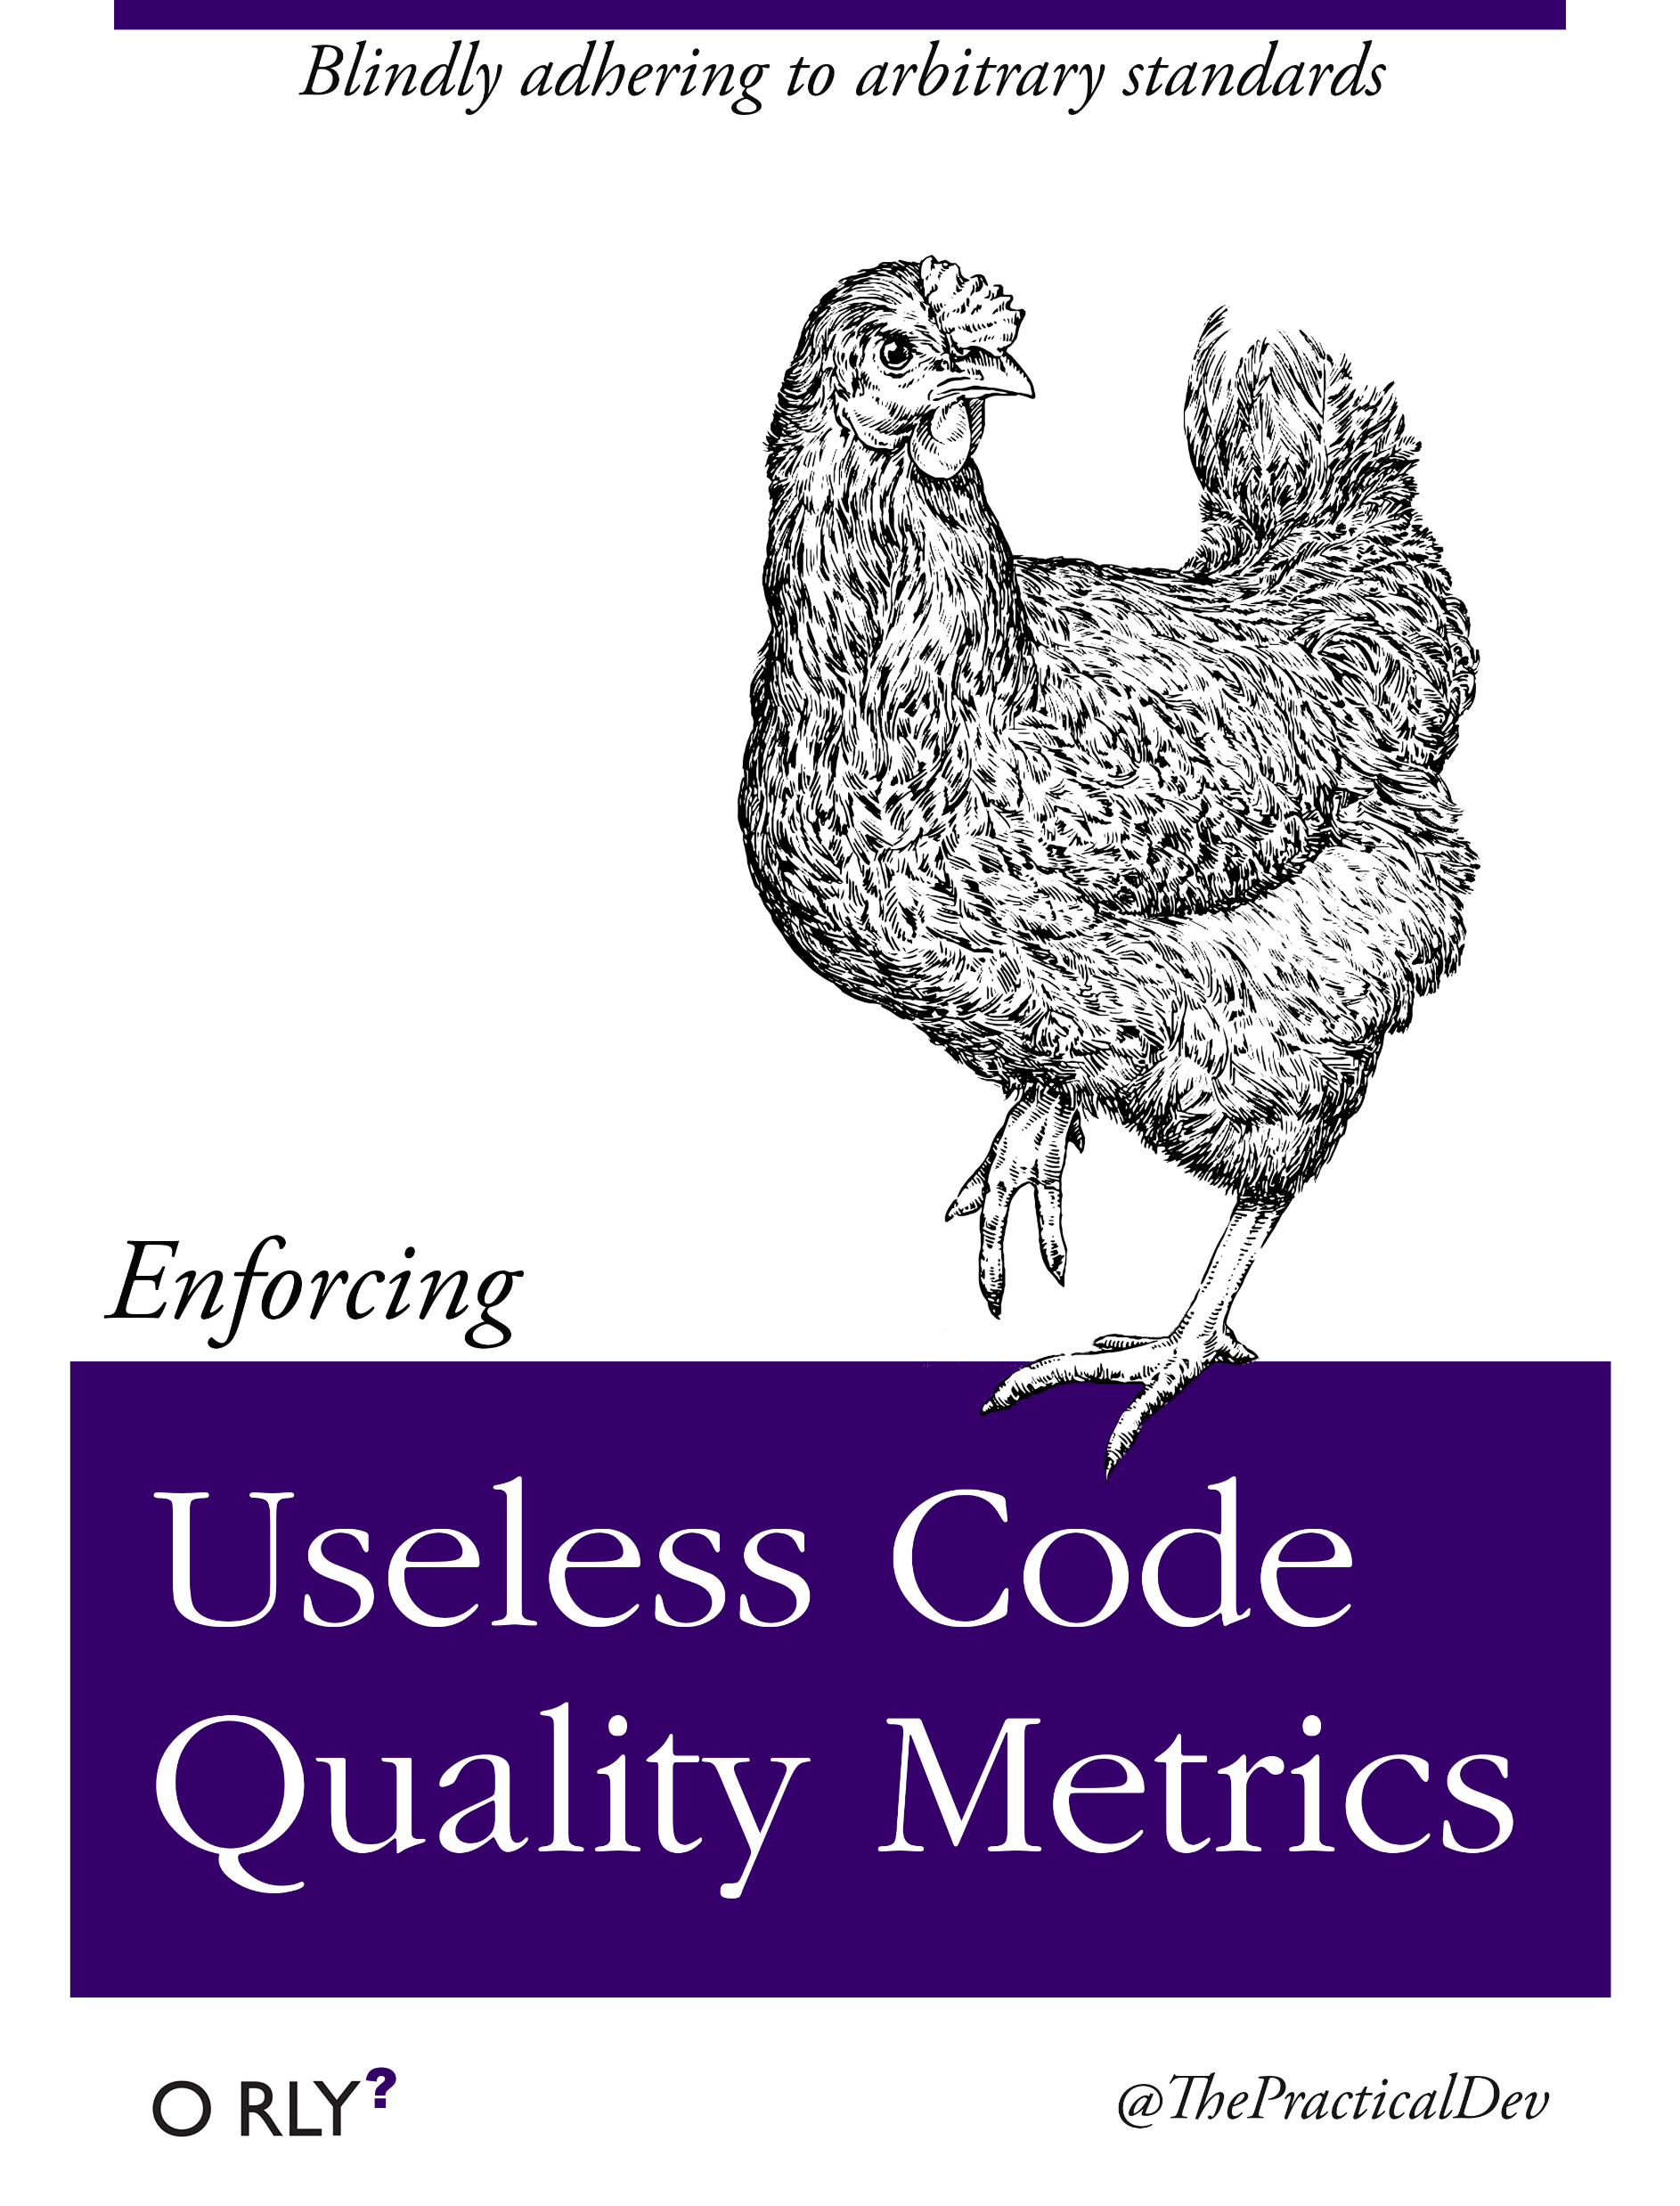 Blindly adhering to arbitrary standards
Enforcing
Useless Code
Quality Metrics
O RLY?
@ThePracticalDev